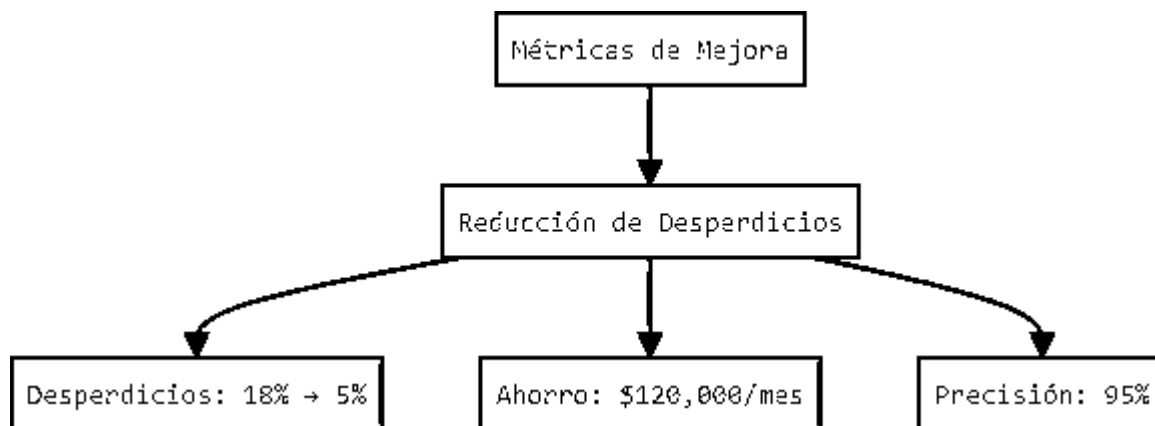 Métricas de Mejora
Reducción de Desperdicios
Desperdicios: 18% → 5%
Ahorro: $120,000/mes
Precisión: 95%